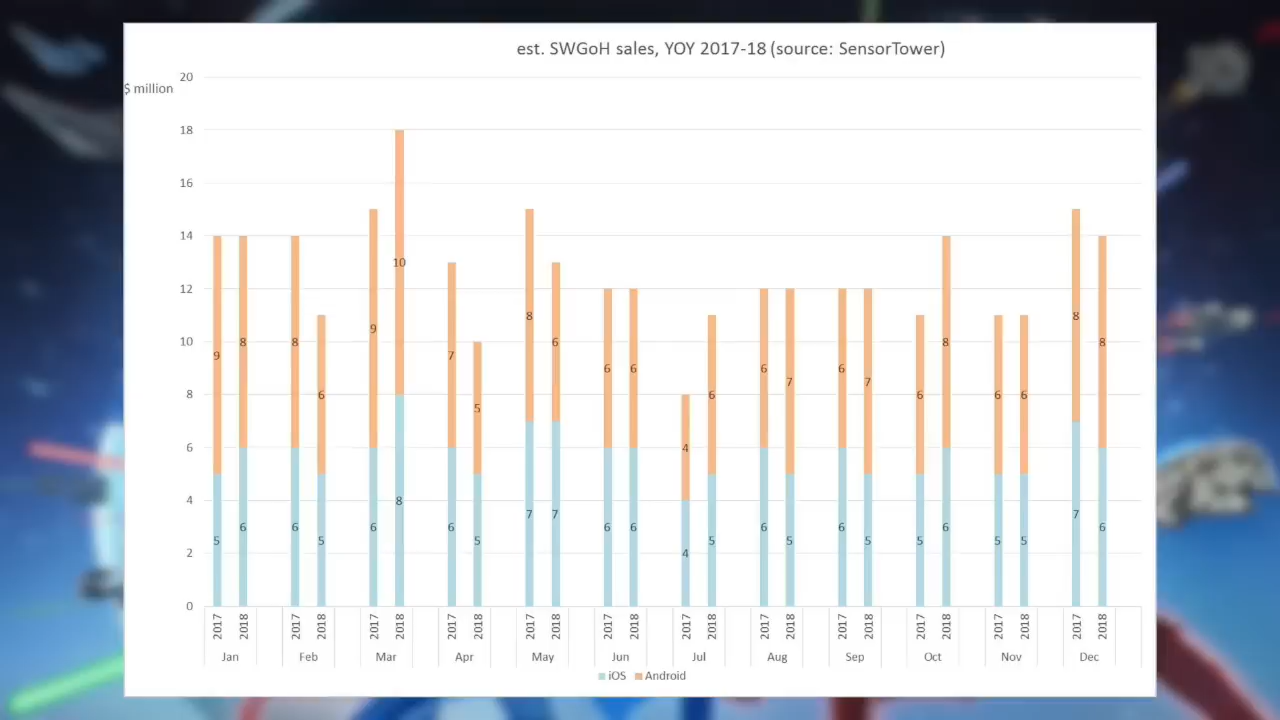 est. SWGoH sales, YOY 2017-18 (source: SensorTower)
$ million
20
18
16
14
12
10
8
6
4
2
0
9 8 8 6 9 10 7 5 8 6 6 6 4 6 6 7 6 7 6 8 6 6 8 8
5 6 6 5 6 8 6 5 7 7 6 6 4 5 6 5 6 5 5 6 5 5 7 6
2017 2018 2017 2018 2017 2018 2017 2018 2017 2018 2017 2018 2017 2018 2017 2018 2017 2018 2017 2018 2017 2018 2017 2018
Jan Feb Mar Apr May Jun Jul Aug Sep Oct Nov Dec
iOS Android